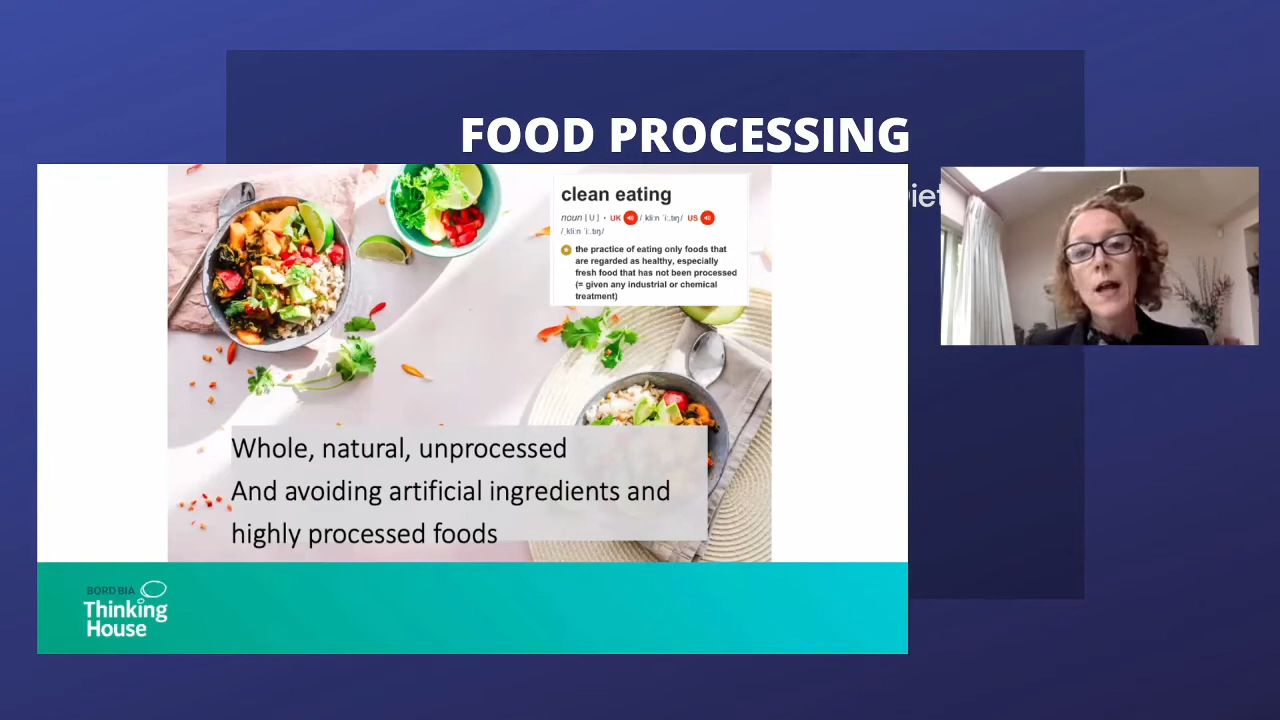 FOOD PROCESSING
clean eating
noun [ U ] • UK /ˌkliːn ˈiː.tɪŋ/ US
/ˌkliːn ˈiː.t̬ɪŋ/
the practice of eating only foods that
are regarded as healthy, especially
fresh food that has not been processed
(= given any industrial or chemical
treatment)
Whole, natural, unprocessed
And avoiding artificial ingredients and
highly processed foods
BORD BIA
Thinking
House